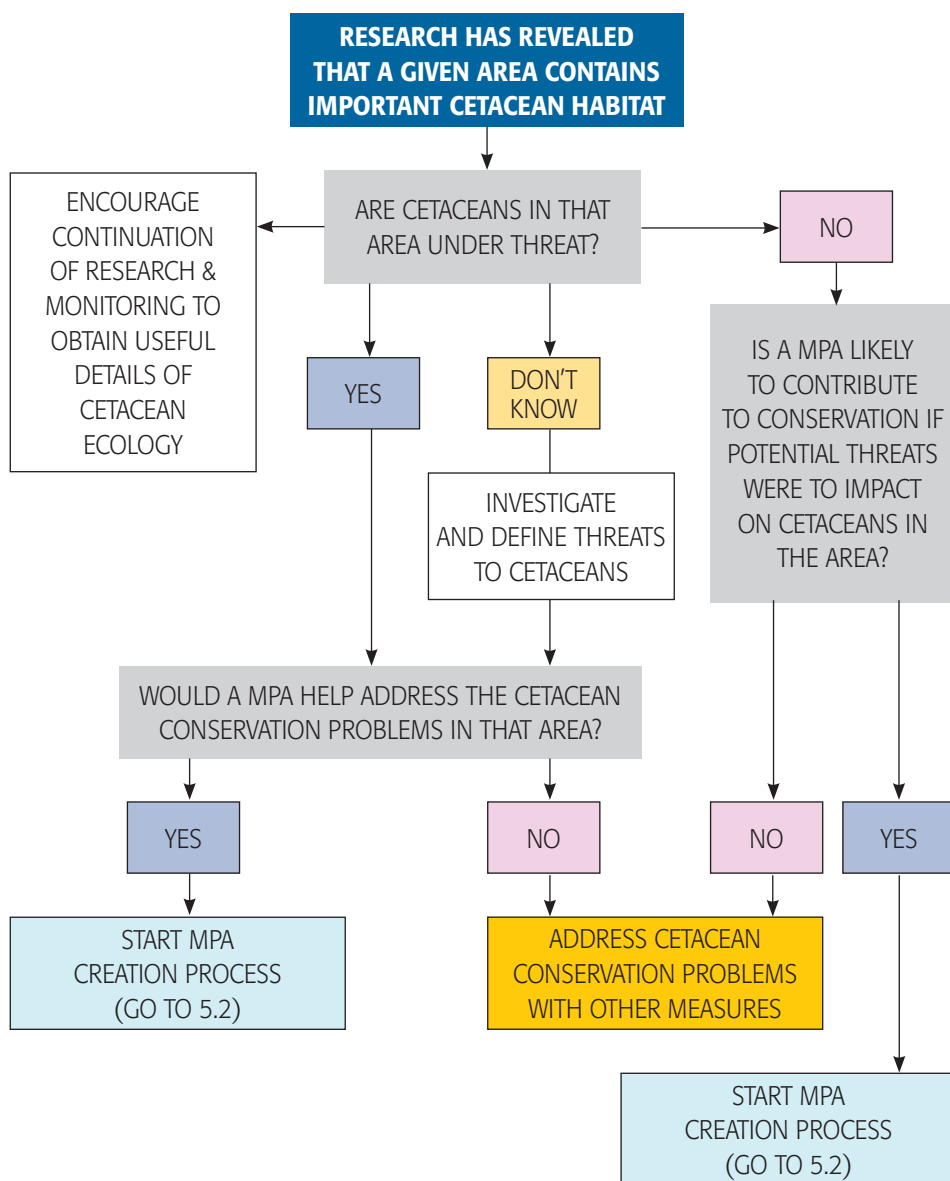 RESEARCH HAS REVEALED
THAT A GIVEN AREA CONTAINS
IMPORTANT CETACEAN HABITAT
ENCOURAGE
CONTINUATION
OF RESEARCH &
MONITORING TO
OBTAIN USEFUL
DETAILS OF
CETACEAN
ECOLOGY
ARE CETACEANS IN THAT
AREA UNDER THREAT?
NO
YES
DON'T
KNOW
IS A MPA LIKELY
TO CONTRIBUTE
TO CONSERVATION IF
POTENTIAL THREATS
WERE TO IMPACT
ON CETACEANS IN
THE AREA?
INVESTIGATE
AND DEFINE THREATS
TO CETACEANS
WOULD A MPA HELP ADDRESS THE CETACEAN
CONSERVATION PROBLEMS IN THAT AREA?
YES
NO
NO
YES
START MPA
CREATION PROCESS
(GO TO 5.2)
ADDRESS CETACEAN
CONSERVATION PROBLEMS
WITH OTHER MEASURES
START MPA
CREATION PROCESS
(GO TO 5.2)